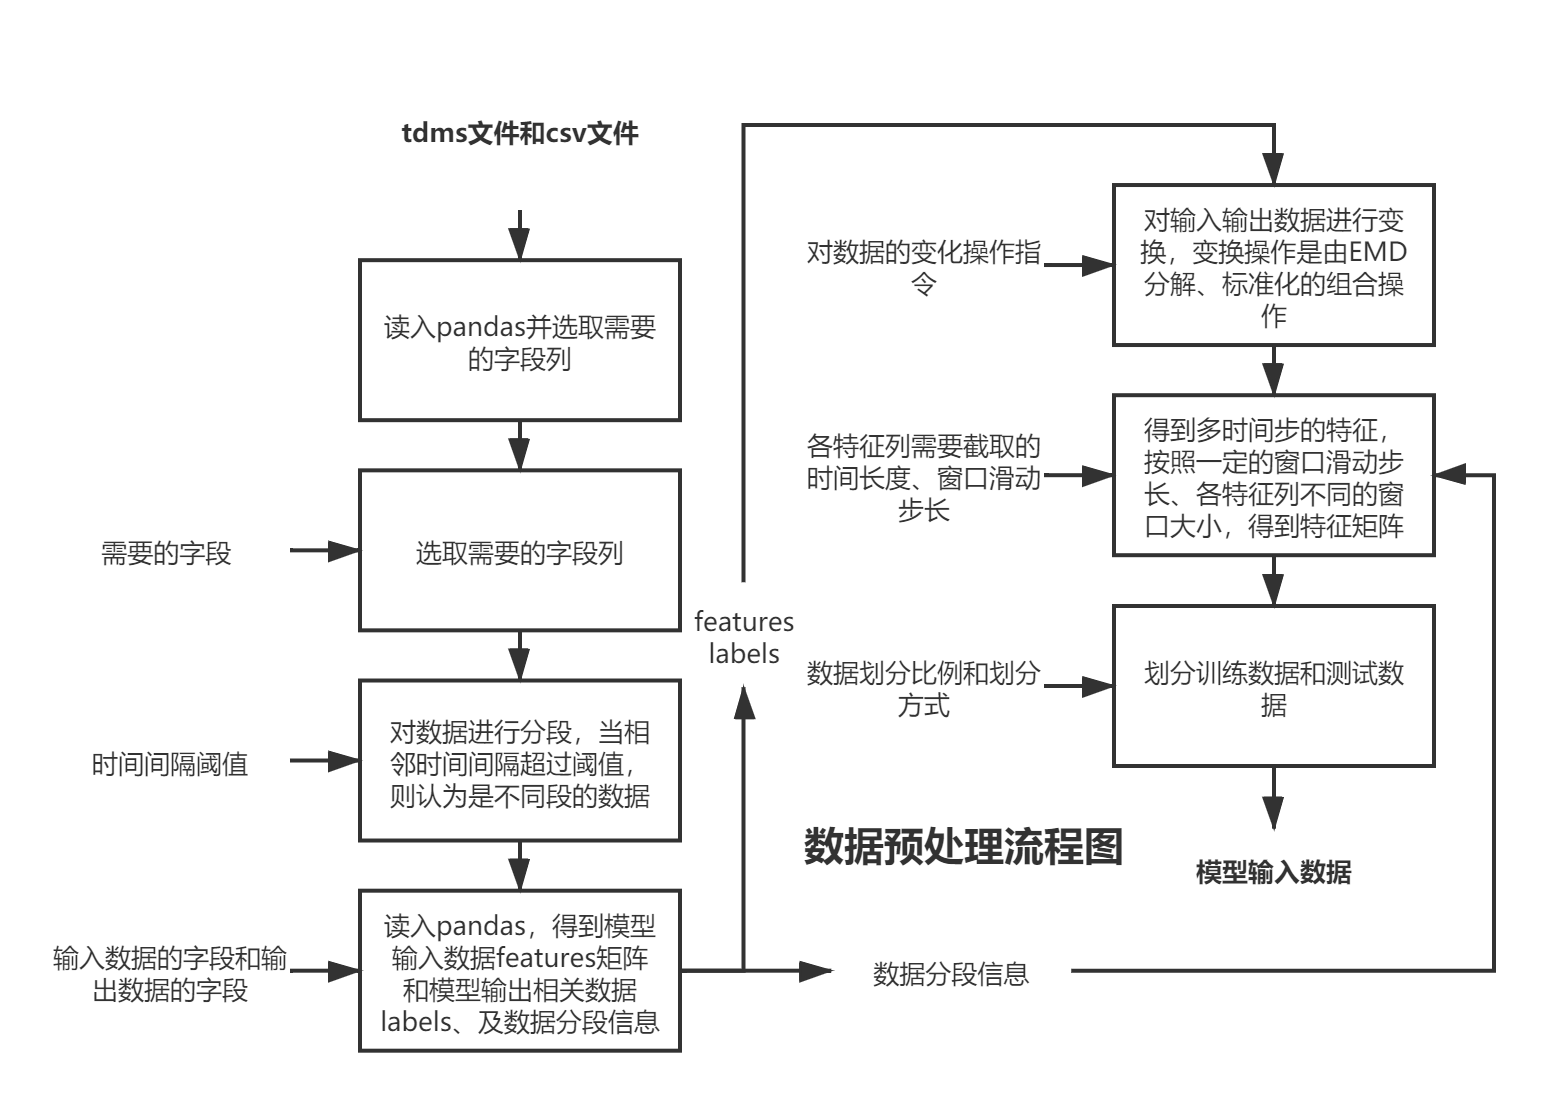 tdms文件和csv文件
读入pandas并选取需要
的字段列
需要的字段
选取需要的字段列
时间间隔阈值
对数据进行分段，当相
邻时间间隔超过阈值，
则认为是不同段的数据
输入数据的字段和输
出数据的字段
读入pandas，得到模型
输入数据features矩阵
和模型输出相关数据
labels、及数据分段信息
features
labels
数据分段信息
对数据的变化操作指
令
对输入输出数据进行变
换，变换操作是由EMD
分解、标准化的组合操
作
各特征列需要截取的
时间长度、窗口滑动
步长
得到多时间步的特征，
按照一定的窗口滑动步
长、各特征列不同的窗
口大小，得到特征矩阵
数据划分比例和划分
方式
划分训练数据和测试数
据
数据预处理流程图
模型输入数据